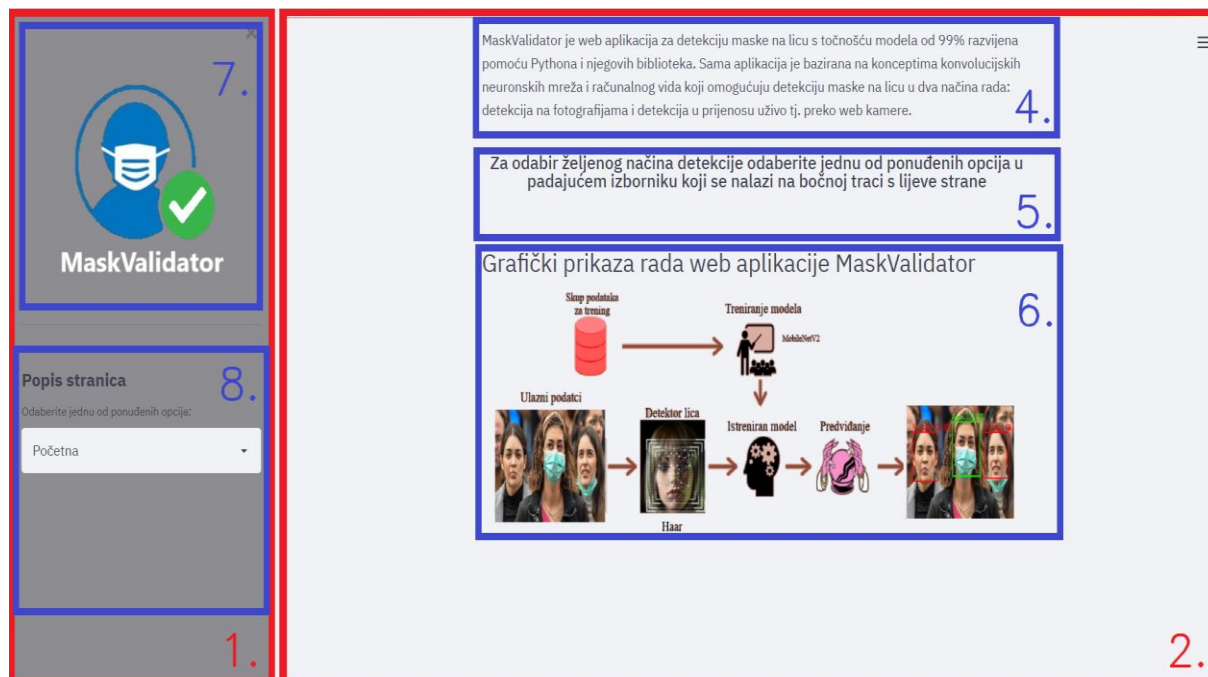 ×
7.
MaskValidator
Popis stranica
8.
Odaberite jednu od ponuđenih opcija:
Početna
1.
MaskValidator je web aplikacija za detekciju maske na licu s točnošću modela od 99% razvijena
pomoću Pythona i njegovih biblioteka. Sama aplikacija je bazirana na konceptima konvolucijskih
neuronskih mreža i računalnog vida koji omogućuju detekciju maske na licu u dva načina rada:
detekcija na fotografijama i detekcija u prijenosu uživo tj. preko web kamere.
4.
Za odabir željenog načina detekcije odaberite jednu od ponuđenih opcija u
padajućem izborniku koji se nalazi na bočnoj traci s lijeve strane
5.
Grafički prikaza rada web aplikacije MaskValidator
6.
Skup podataka
za trening
Treniranje modela
MobileNetV2
Ulazni podatci
Detektor lica
Istreniran model
Predviđanje
Haar
2.